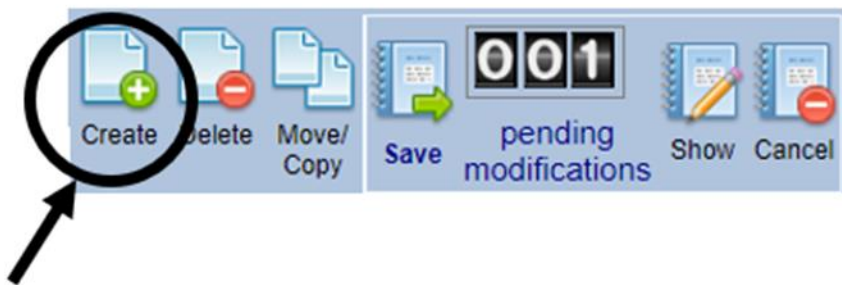 Create
Delete
Move/
Copy
Save
001
pending
modifications
Show
Cancel